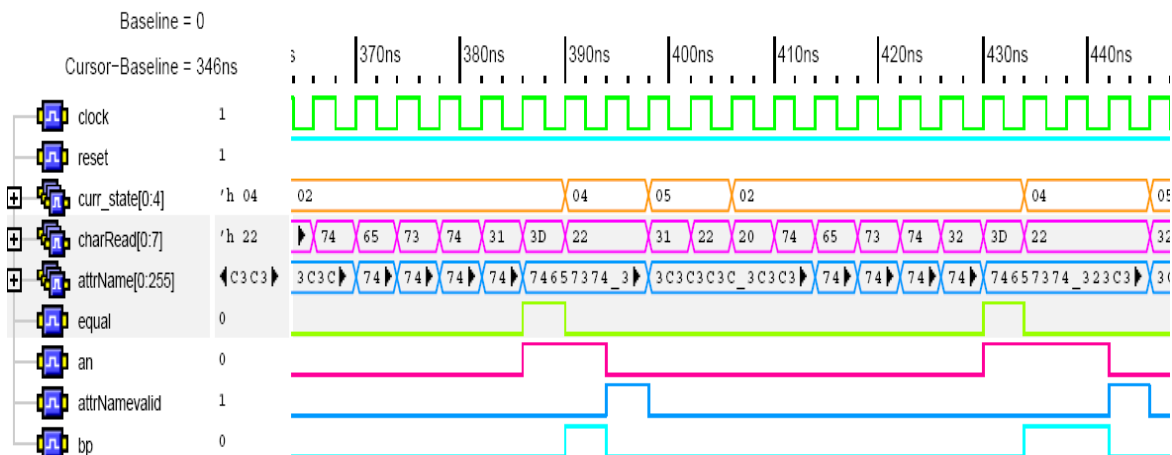 Baseline = 0
Cursor-Baseline = 346ns
s 370ns 380ns 390ns 400ns 410ns 420ns 430ns 440ns
clock 1
reset 1
curr_state[0:4] 'h 04 02 04 05 02 04 05
charRead[0:7] 'h 22 74 65 73 74 31 3D 22 31 22 20 74 65 73 74 32 3D 22 32
attrName[0:255] C3C3 3C3C 74 74 74 74 74657374_3 3C3C3C3C_3C3C3 74 74 74 74 74657374_323C3 3C
equal 0
an 0
attrNamevalid 1
bp 0